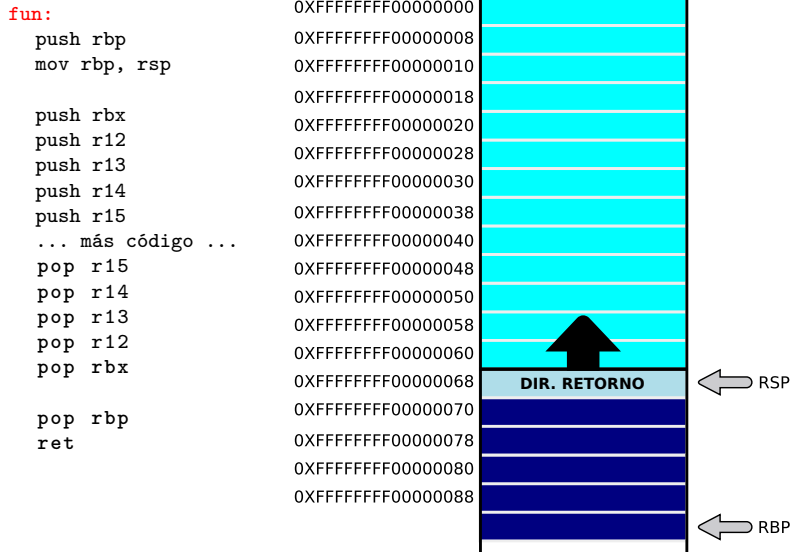 fun:
push rbp
mov rbp, rsp
push rbx
push r12
push r13
push r14
push r15
... más código ...
pop r15
pop r14
pop r13
pop r12
pop rbx
pop rbp
ret
0XFFFFFFFF00000000
0XFFFFFFFF00000008
0XFFFFFFFF00000010
0XFFFFFFFF00000018
0XFFFFFFFF00000020
0XFFFFFFFF00000028
0XFFFFFFFF00000030
0XFFFFFFFF00000038
0XFFFFFFFF00000040
0XFFFFFFFF00000048
0XFFFFFFFF00000050
0XFFFFFFFF00000058
0XFFFFFFFF00000060
0XFFFFFFFF00000068
0XFFFFFFFF00000070
0XFFFFFFFF00000078
0XFFFFFFFF00000080
0XFFFFFFFF00000088
DIR. RETORNO
RSP
RBP